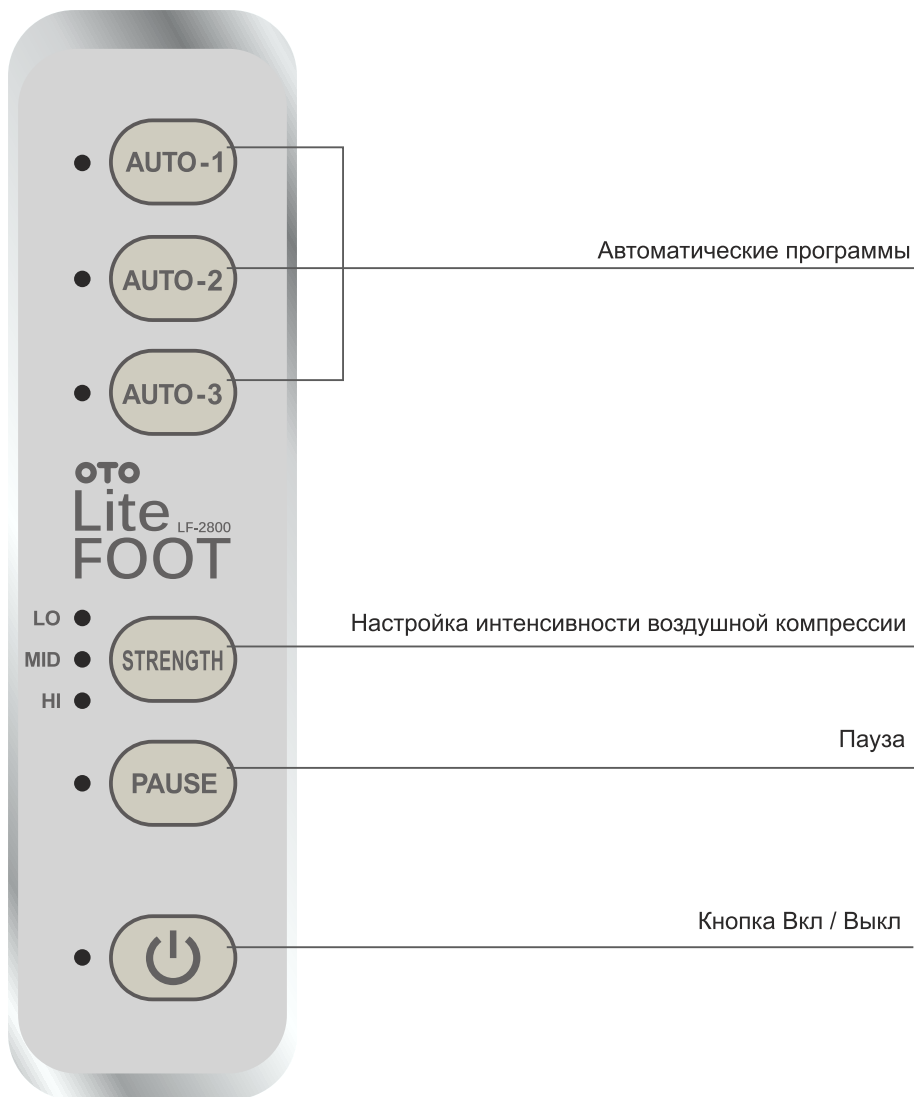 AUTO-1
Автоматические программы
AUTO-2
AUTO-3
OTO
Lite LF-2800
FOOT
LO
Настройка интенсивности воздушной компрессии
MID STRENGTH
HI
Пауза
PAUSE
Кнопка Вкл / Выкл